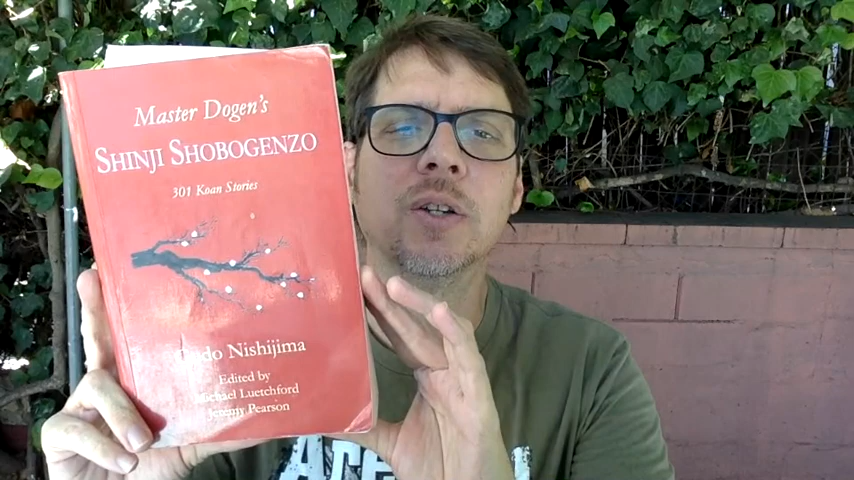 Master Dogen's
SHINJI SHOBOGENZO
301 Koan Stories
Nishijima
Edited by
Michael Luetchford
Jeremy Pearson